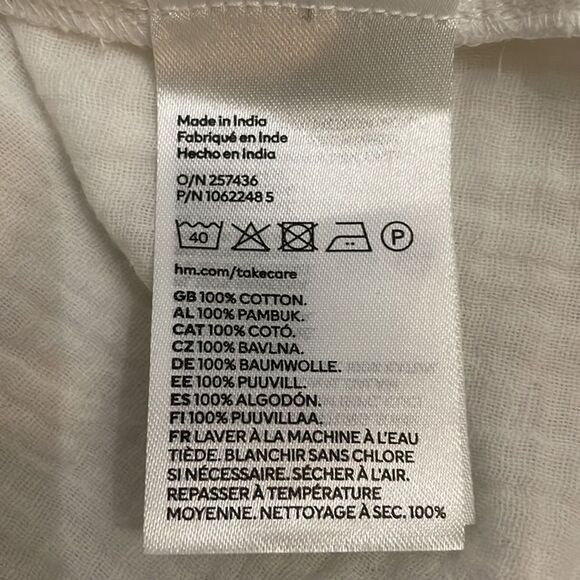 Made in India
Fabriqué en Inde
Hecho en India
O/N 257436
P/N 1062248 5
40 P
hm.com/takecare
GB 100% COTTON.
AL 100% PAMBUK.
CAT 100% COTÓ.
CZ 100% BAVLNA.
DE 100% BAUMWOLLE.
EE 100% PUUVILL.
ES 100% ALGODÓN.
FI 100% PUUVILLAA.
FR LAVER À LA MACHINE À L'EAU
TIÈDE. BLANCHIR SANS CHLORE
SI NÉCESSAIRE. SÉCHER À L'AIR.
REPASSER À TEMPÉRATURE
MOYENNE. NETTOYAGE À SEC. 100%